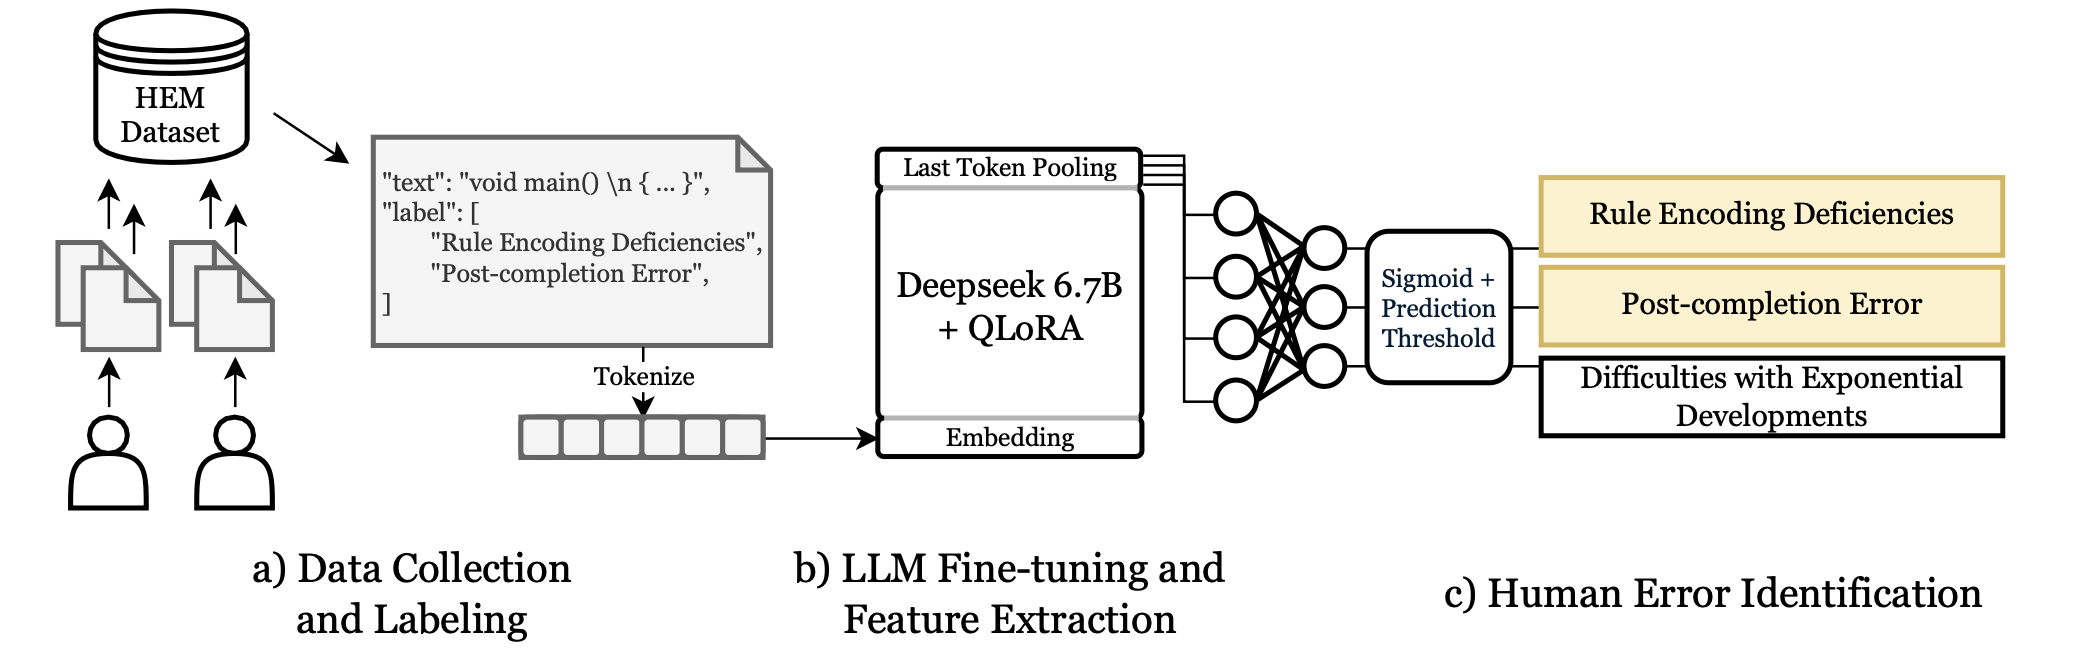 HEM
Dataset
"text": "void main() \n { ... }",
"label": [
"Rule Encoding Deficiencies",
"Post-completion Error",
]
Tokenize
Last Token Pooling
Deepseek 6.7B
+ QLoRA
Embedding
Sigmoid +
Prediction
Threshold
Rule Encoding Deficiencies
Post-completion Error
Difficulties with Exponential
Developments
a) Data Collection
and Labeling
b) LLM Fine-tuning and
Feature Extraction
c) Human Error Identification